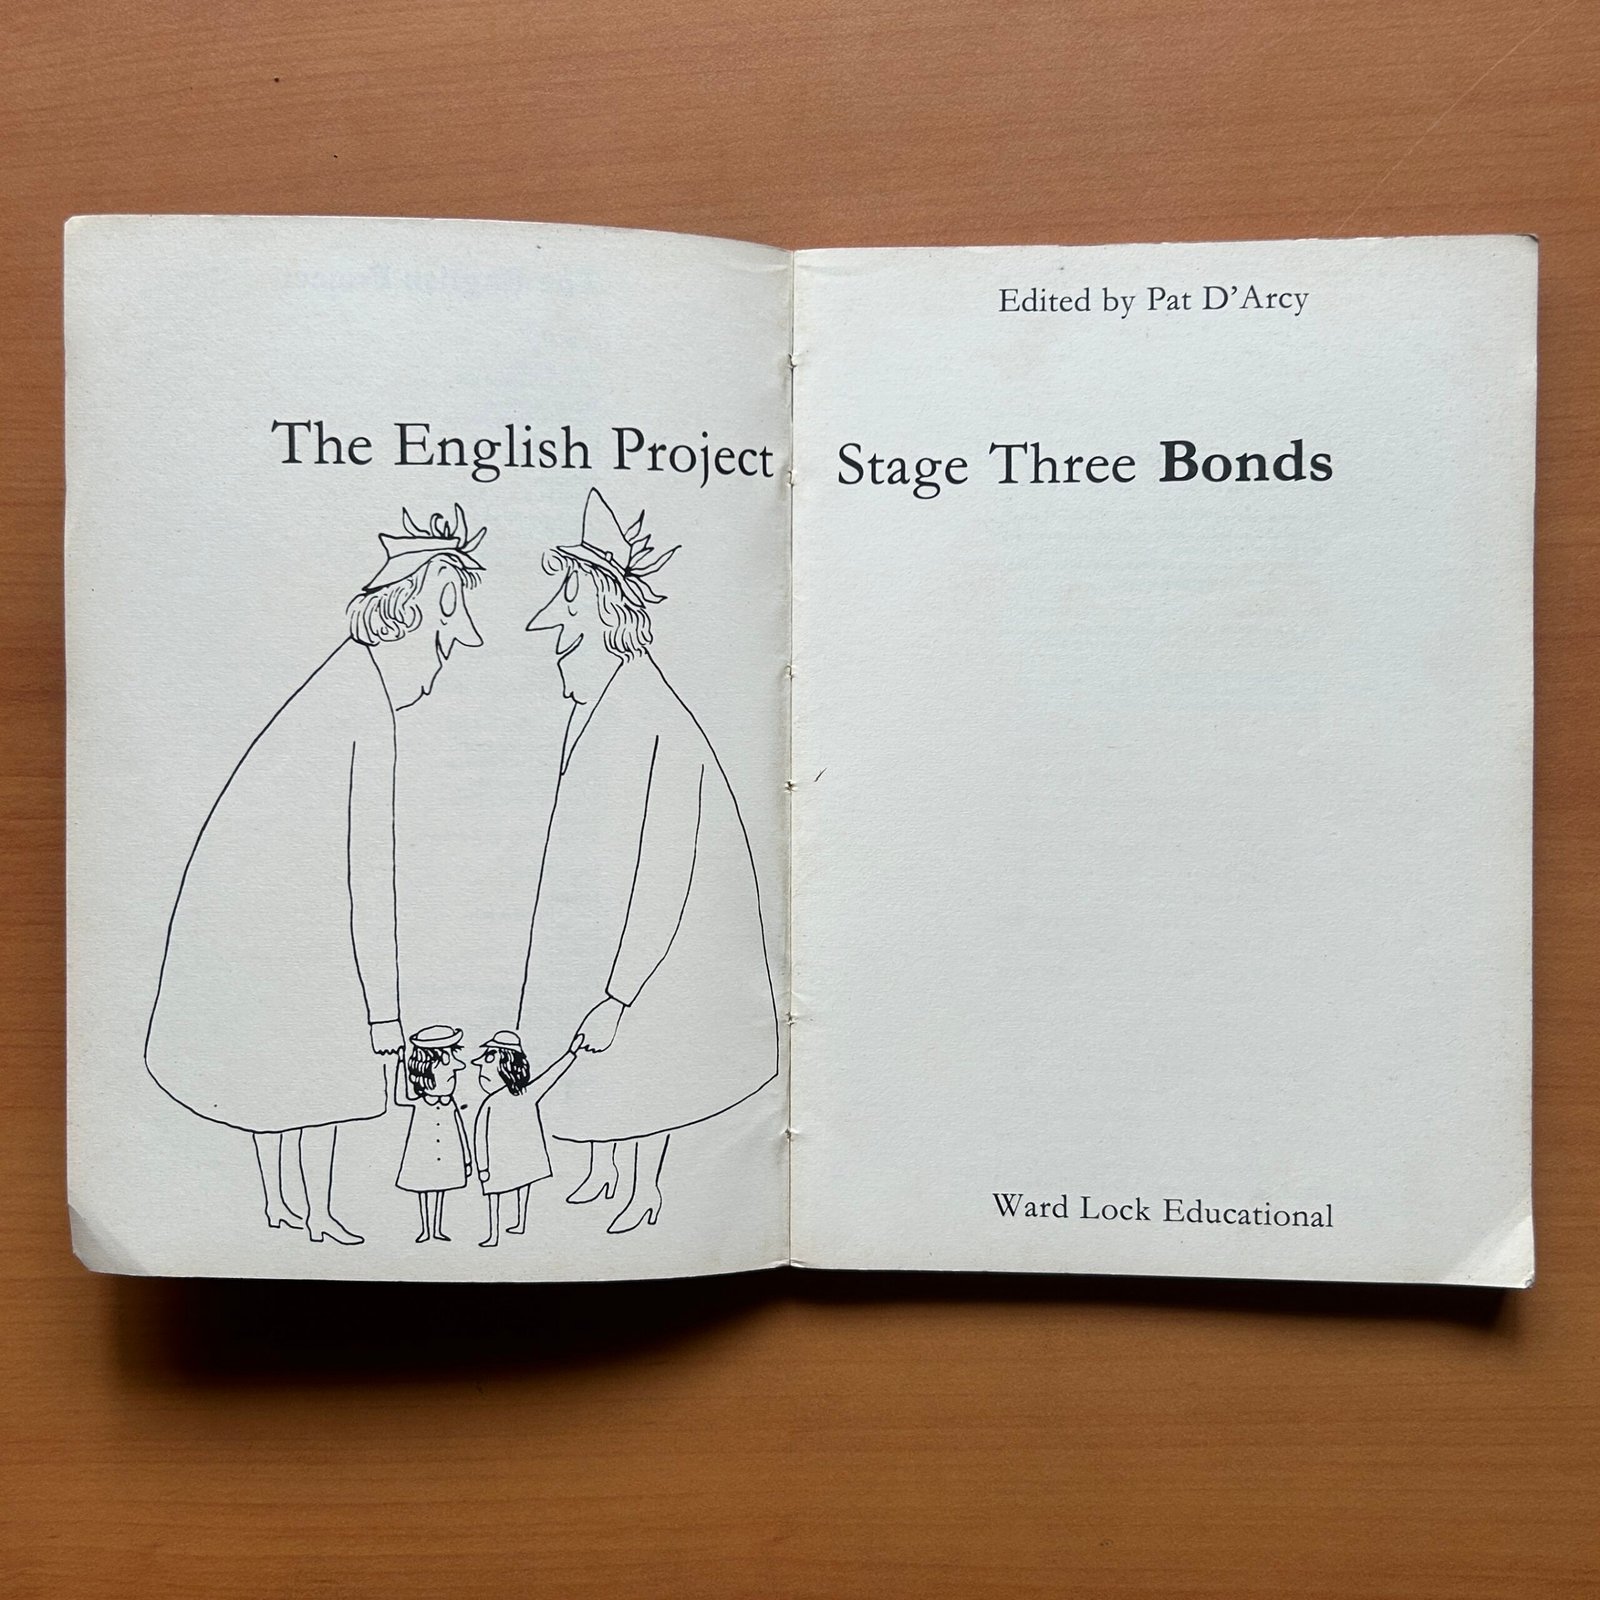 Edited by Pat D'Arcy
The English Project Stage Three Bonds
Ward Lock Educational